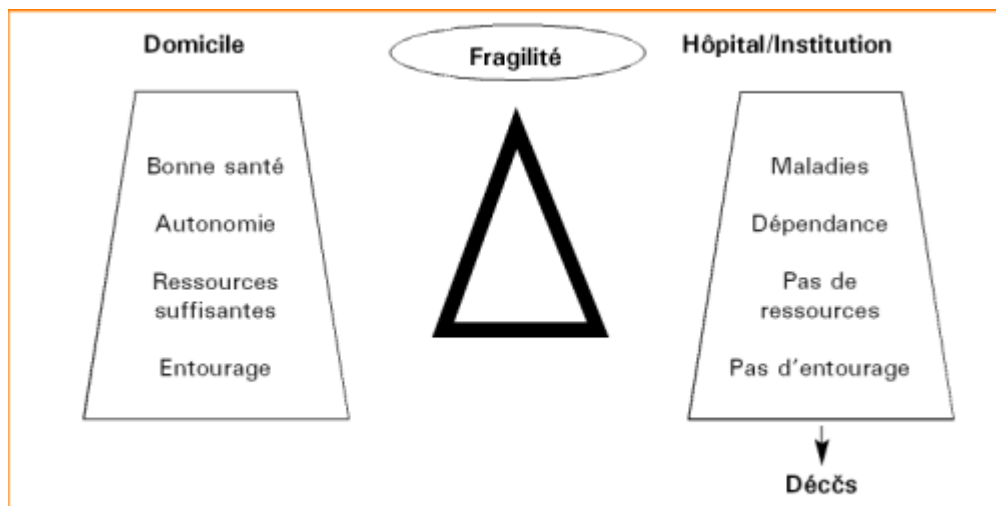 Domicile
Fragilité
Hôpital/Institution
Bonne santé
Autonomie
Ressources
suffisantes
Entourage
Maladies
Dépendance
Pas de
ressources
Pas d'entourage
Décčs